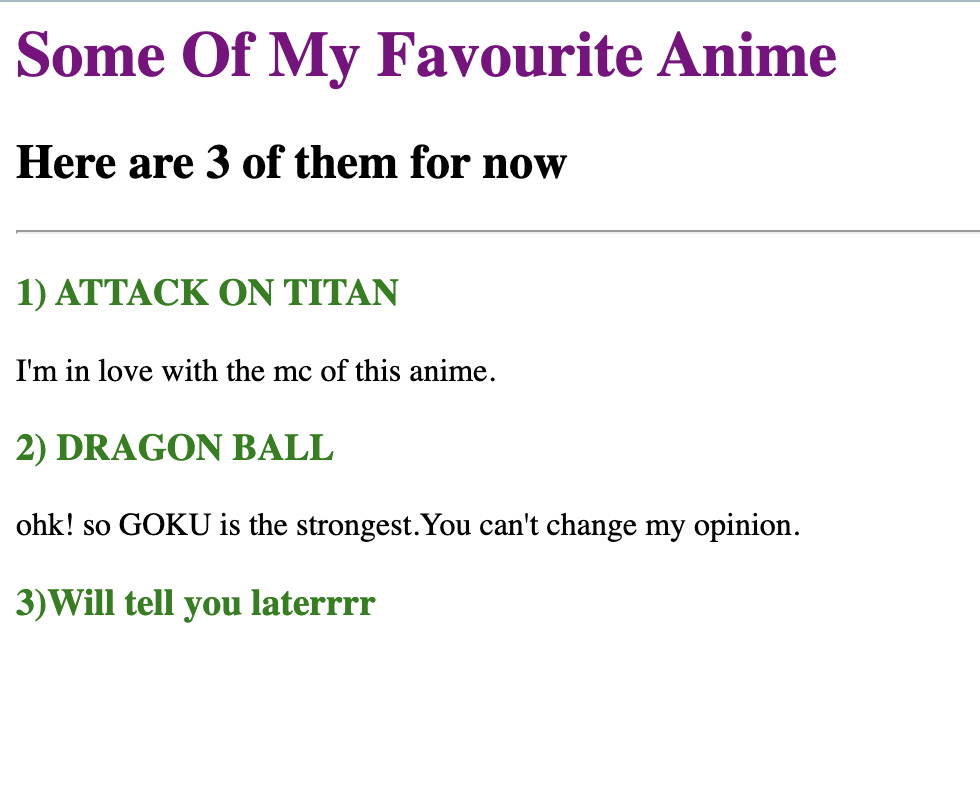 Some Of My Favourite Anime
Here are 3 of them for now
1) ATTACK ON TITAN
I'm in love with the mc of this anime.
2) DRAGON BALL
ohk! so GOKU is the strongest.You can't change my opinion.
3)Will tell you laterrrr